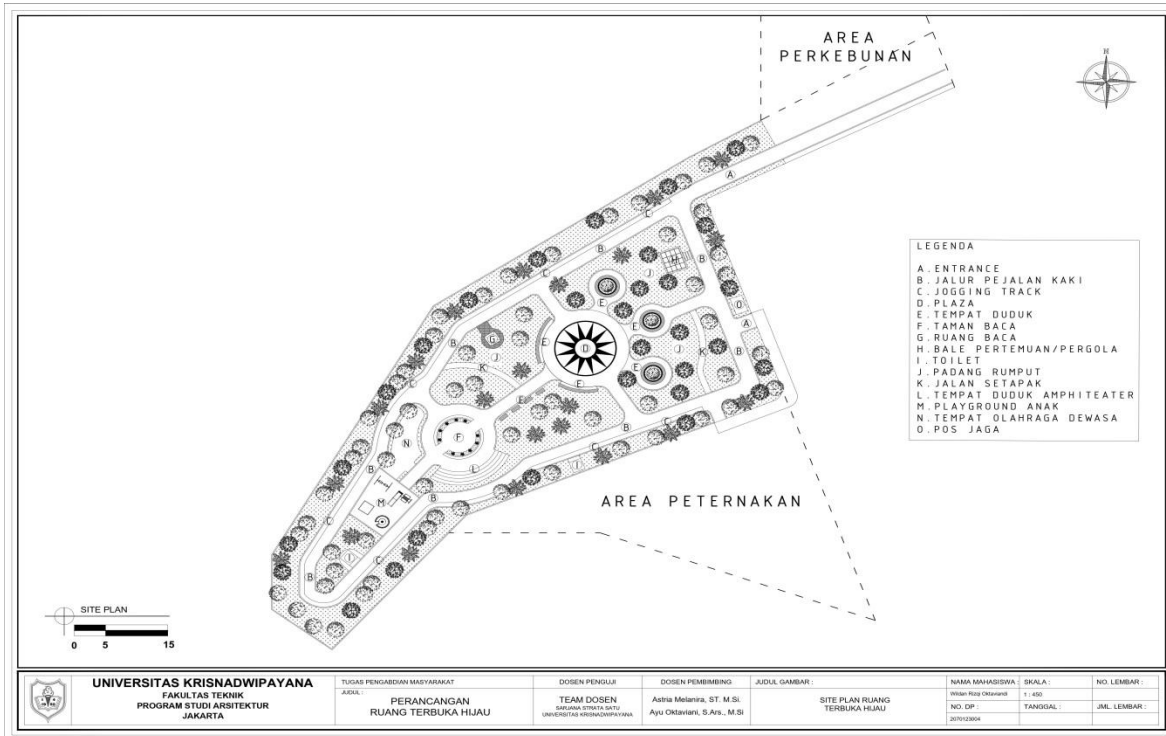 AREA
PERKEBUNAN
H
A
C
B
B
C
J
H
B
E
O
A
E
D
E
J
K
B
G
B
J
K
E
E
E
C
F
N
L
B
C
C
I
B
M
B
C
I
C
B
AREA PETERNAKAN
LEGENDA
A. ENTRANCE
B. JALUR PEJALAN KAKI
C. JOGGING TRACK
D. PLAZA
E. TEMPAT DUDUK
F. TAMAN BACA
G. RUANG BACA
H. BALE PERTEMUAN/PERGOLA
I. TOILET
J. PADANG RUMPUT
K. JALAN SETAPAK
L. TEMPAT DUDUK AMPHITEATER
M. PLAYGROUND ANAK
N. TEMPAT OLAHRAGA DEWASA
O. POS JAGA
SITE PLAN
0 5 15
UNIVERSITAS KRISNADWIPAYANA
FAKULTAS TEKNIK
PROGRAM STUDI ARSITEKTUR
JAKARTA
TUGAS PENGABDIAN MASYARAKAT
JUDUL :
PERANCANGAN
RUANG TERBUKA HIJAU
DOSEN PENGUJI
TEAM DOSEN
SARJANA STRATA SATU
UNIVERSITAS KRISNADWIPAYANA
DOSEN PEMBIMBING
Astria Melanira, ST. M.Si.
Ayu Oktaviani, S.Ars., M.Si
JUDUL GAMBAR :
SITE PLAN RUANG
TERBUKA HIJAU
NAMA MAHASISWA :
Wildan Rizqi Oktaviandi
NO. DP :
2070123004
SKALA :
1 : 450
TANGGAL :
NO. LEMBAR :
JML. LEMBAR :